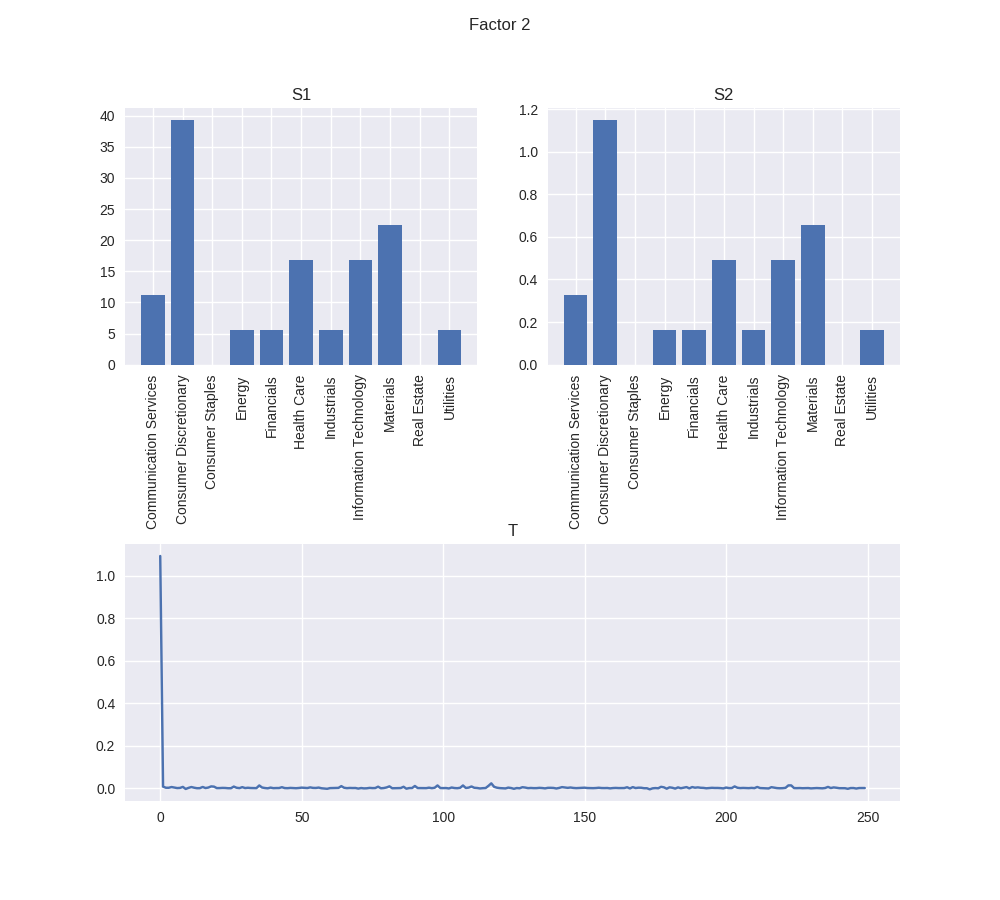 Factor 2
S1
S2
40
35
30
25
20
15
10
5
0
1.2
1.0
0.8
0.6
0.4
0.2
0.0
Communication Services
Consumer Discretionary
Consumer Staples
Energy
Financials
Health Care
Industrials
Information Technology
Materials
Real Estate
Utilities
Communication Services
Consumer Discretionary
Consumer Staples
Energy
Financials
Health Care
Industrials
Information Technology
Materials
Real Estate
Utilities
T
1.0
0.8
0.6
0.4
0.2
0.0
0
50
100
150
200
250